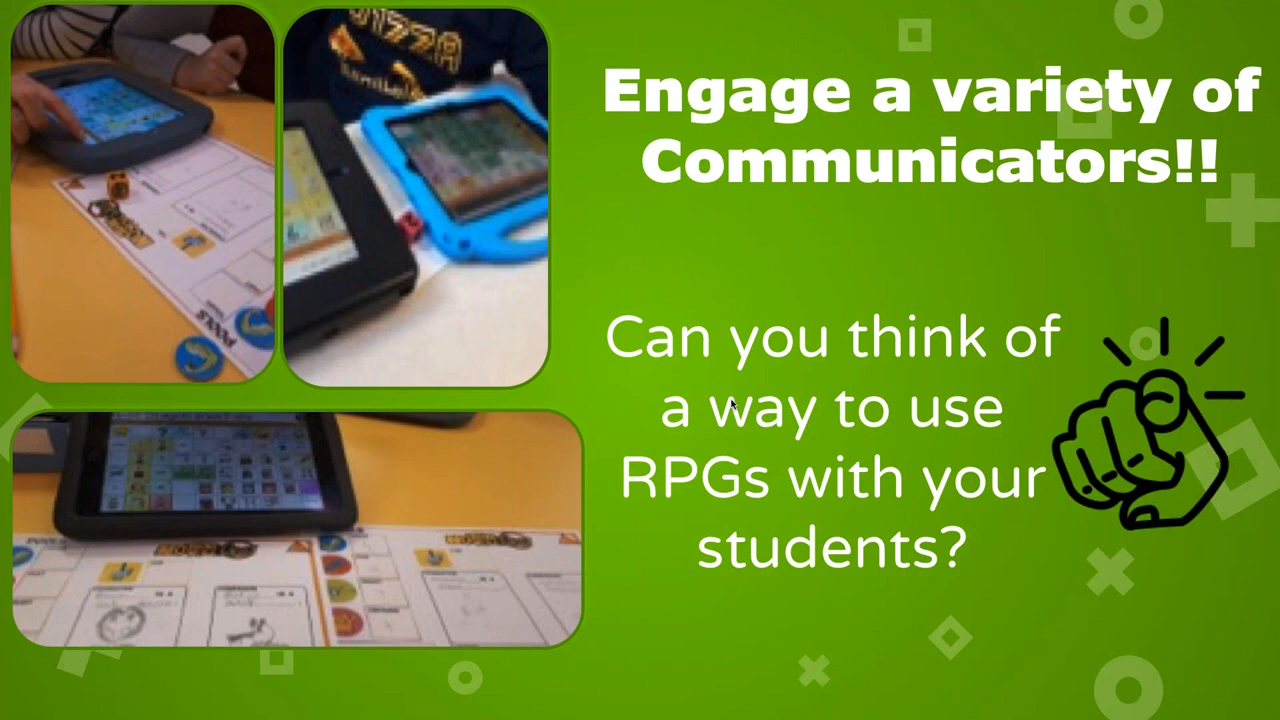 Engage a variety of
Communicators!!
Can you think of
a way to use
RPGs with your
students?